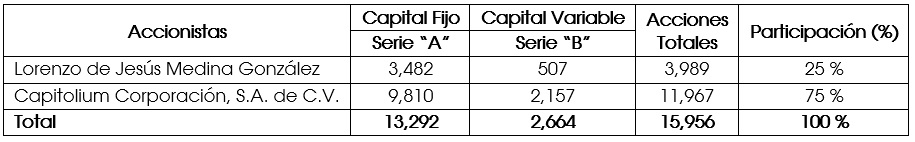 Accionistas Capital Fijo Capital Variable Acciones Totales Participación (%)
Serie “A” Serie “B”
Lorenzo de Jesús Medina González 3,482 507 3,989 25 %
Capitolium Corporación, S.A. de C.V. 9,810 2,157 11,967 75 %
Total 13,292 2,664 15,956 100 %